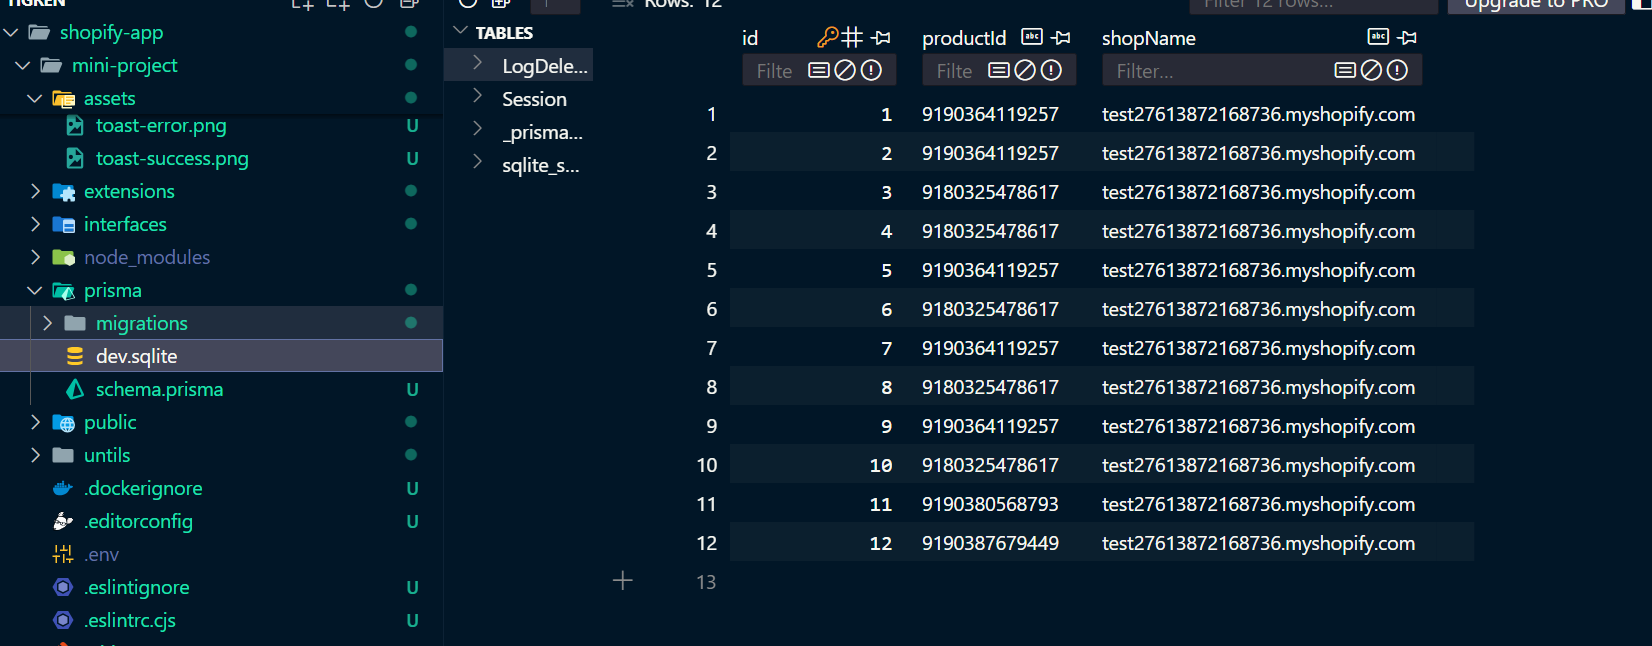 TIGREN
shopify-app
mini-project
assets
toast-error.png U
toast-success.png U
extensions
interfaces
node_modules
prisma
migrations
dev.sqlite
schema.prisma U
public
untils
.dockerignore U
.editorconfig U
.env
.eslintignore U
.eslintrc.cjs U
TABLES
LogDele...
Session
_prisma...
sqlite_s...
1
Rows: 12
Filter 12 rows...
Upgrade to PRO
id productId abc shopName abc
Filte Filte Filter...
1 1 9190364119257 test27613872168736.myshopify.com
2 2 9190364119257 test27613872168736.myshopify.com
3 3 9180325478617 test27613872168736.myshopify.com
4 4 9180325478617 test27613872168736.myshopify.com
5 5 9190364119257 test27613872168736.myshopify.com
6 6 9180325478617 test27613872168736.myshopify.com
7 7 9190364119257 test27613872168736.myshopify.com
8 8 9180325478617 test27613872168736.myshopify.com
9 9 9190364119257 test27613872168736.myshopify.com
10 10 9180325478617 test27613872168736.myshopify.com
11 11 9190380568793 test27613872168736.myshopify.com
12 12 9190387679449 test27613872168736.myshopify.com
13